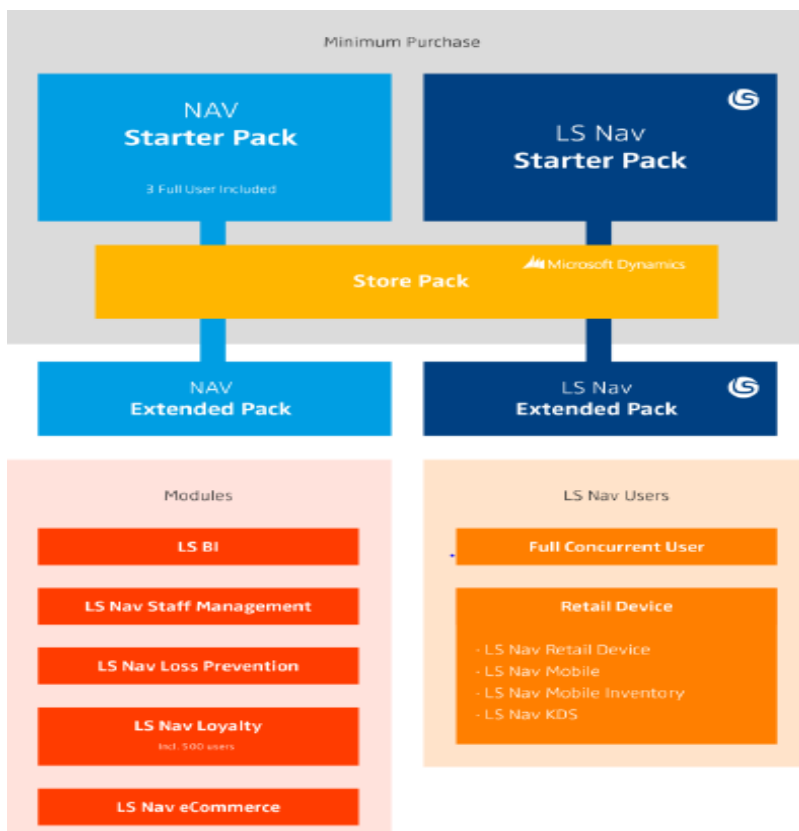 Minimum Purchase
NAV
Starter Pack
3 Full User Included
LS Nav
Starter Pack
Microsoft Dynamics
Store Pack
NAV
Extended Pack
LS Nav
Extended Pack
Modules
LS BI
LS Nav Staff Management
LS Nav Loss Prevention
LS Nav Loyalty
Incl. 500 users
LS Nav eCommerce
LS Nav Users
Full Concurrent User
Retail Device
- LS Nav Retail Device
- LS Nav Mobile
- LS Nav Mobile Inventory
- LS Nav KDS